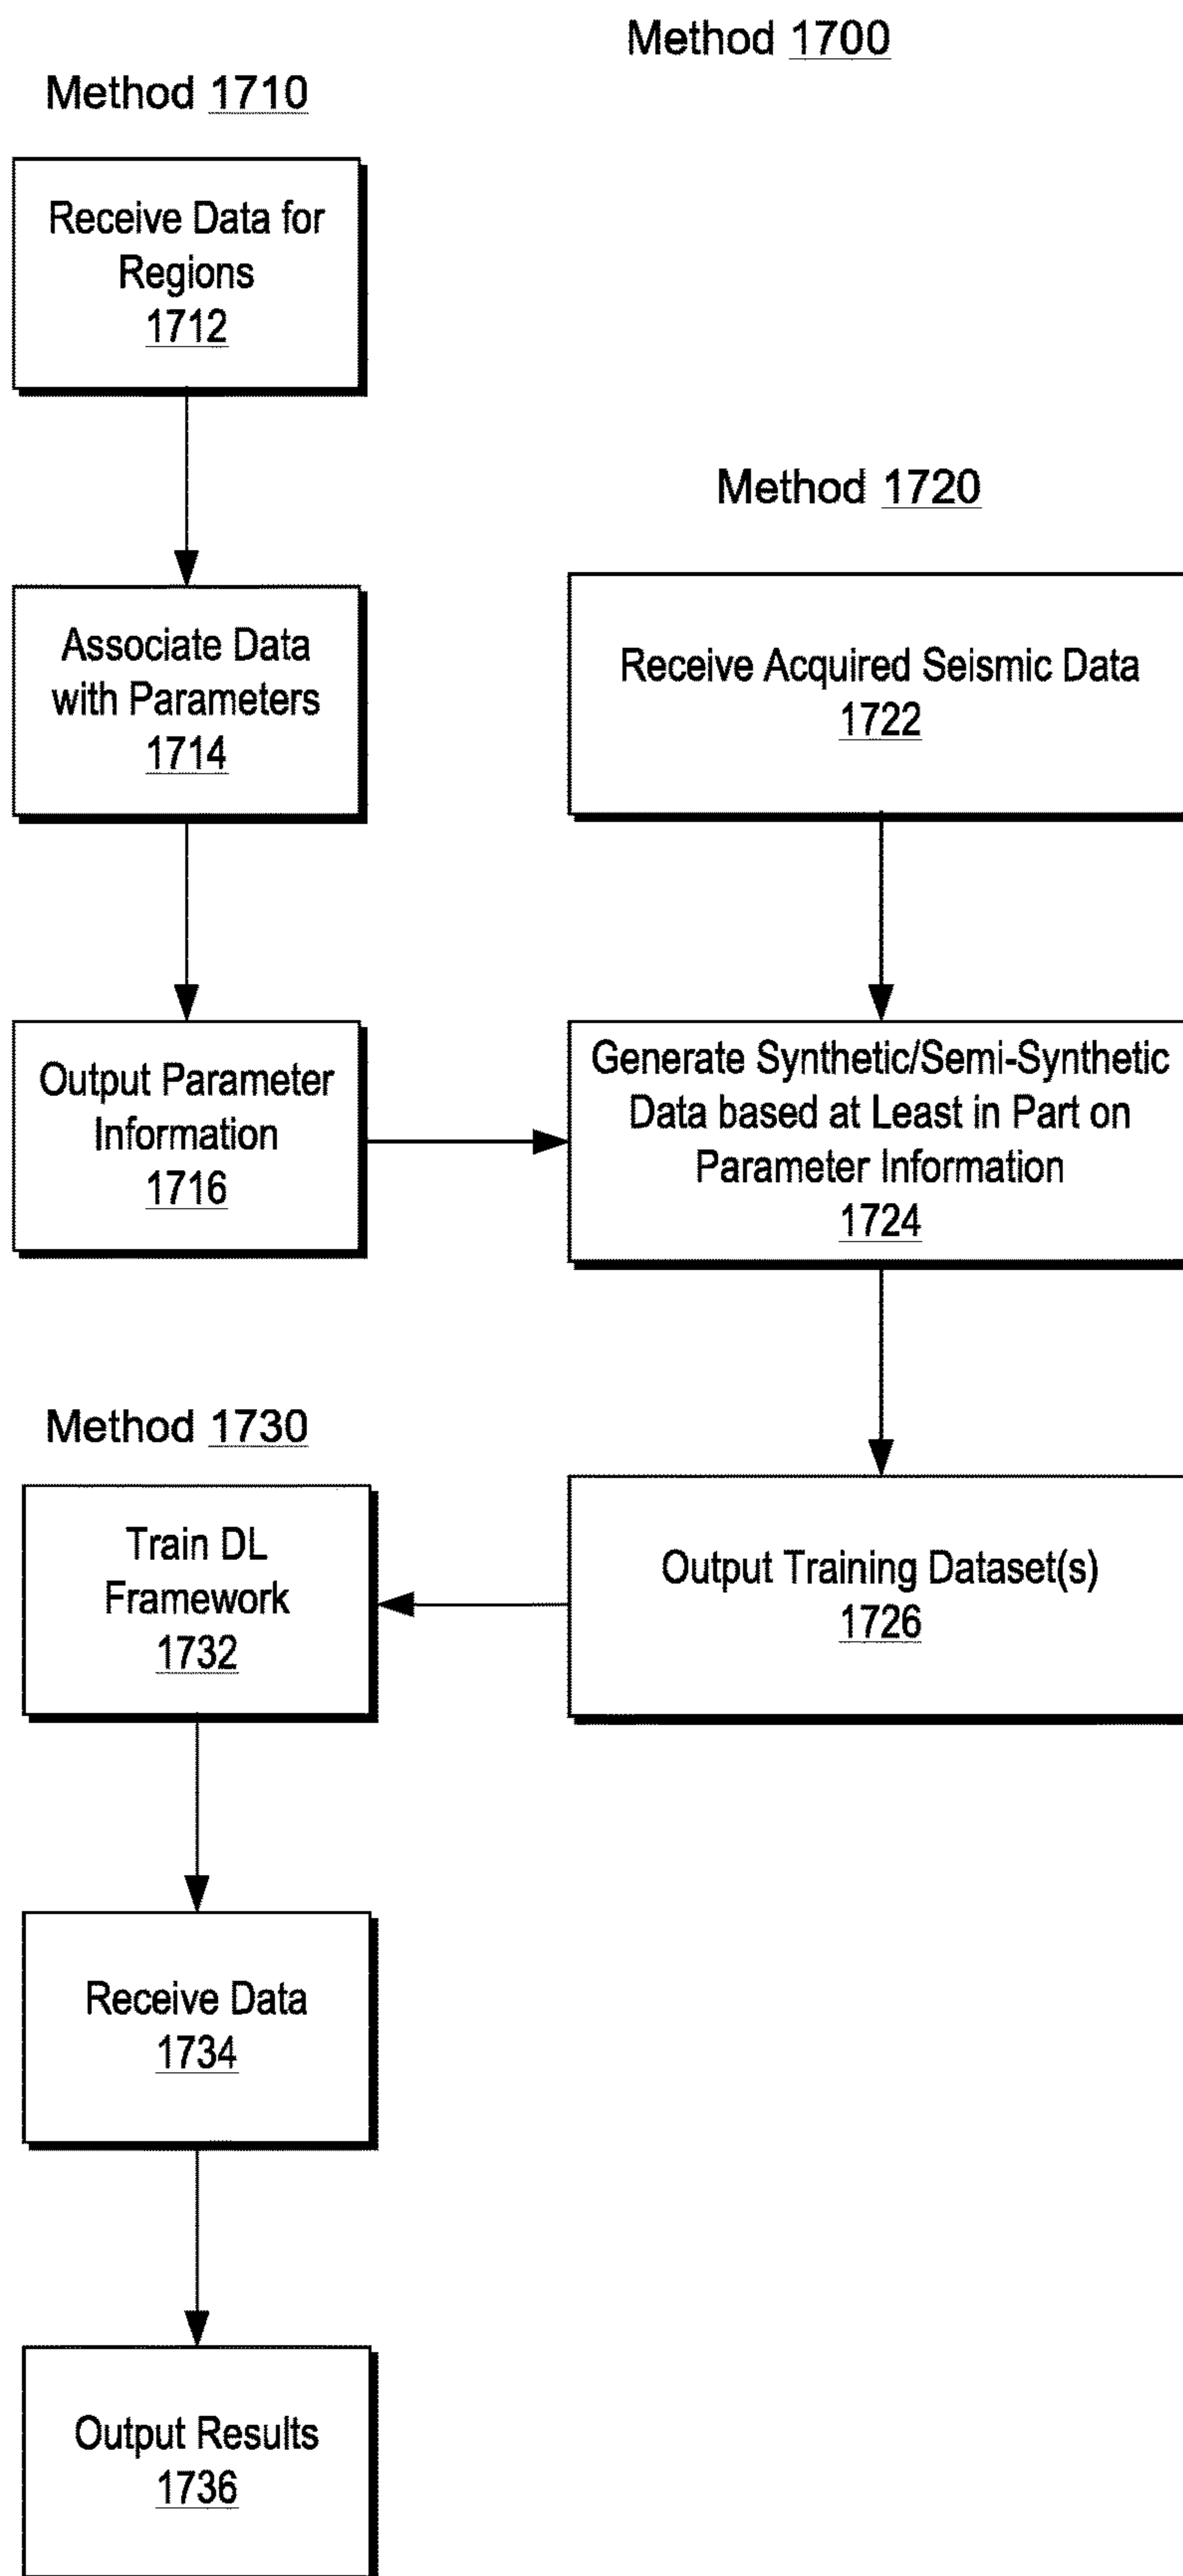 Method 1700
Method 1710
Receive Data for
Regions
1712
Associate Data
with Parameters
1714
Output Parameter
Information
1716
Method 1720
Receive Acquired Seismic Data
1722
Generate Synthetic/Semi-Synthetic
Data based at Least in Part on
Parameter Information
1724
Output Training Dataset(s)
1726
Method 1730
Train DL
Framework
1732
Receive Data
1734
Output Results
1736